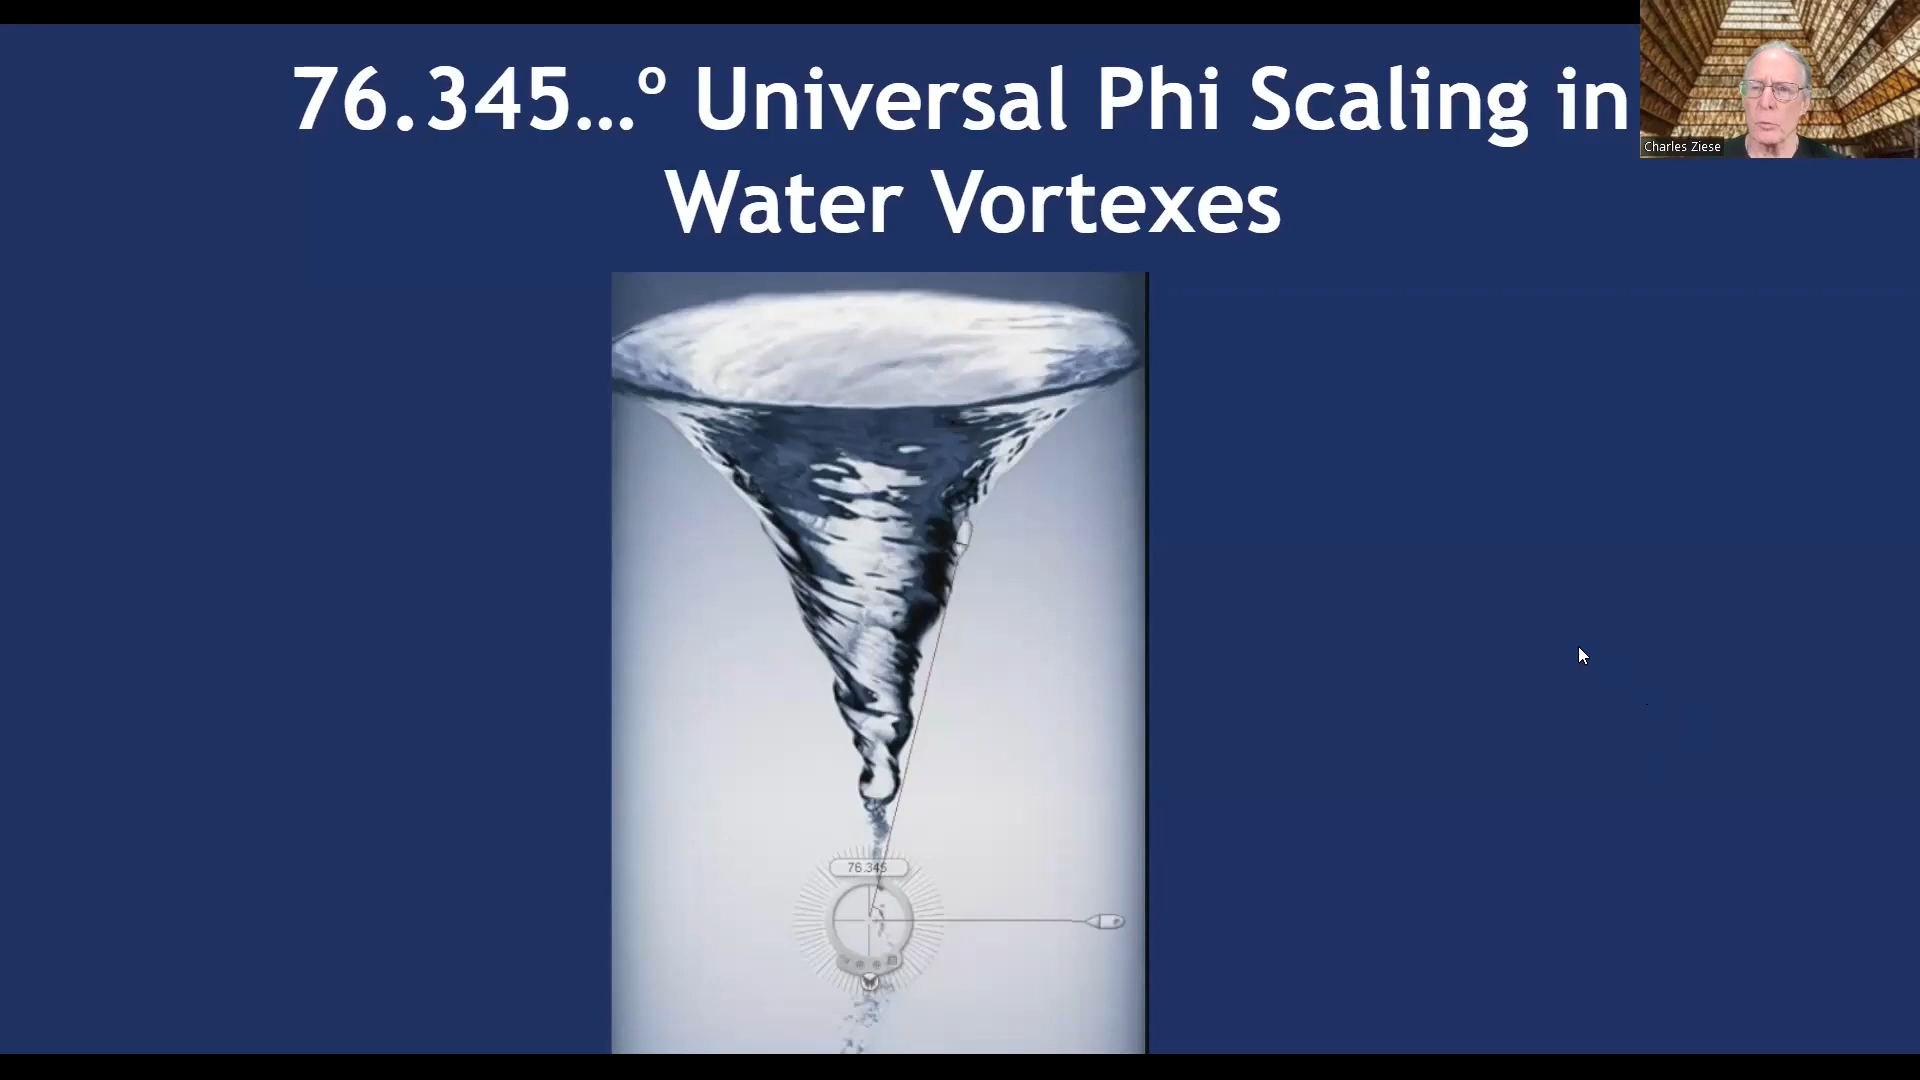 76.345...º Universal Phi Scaling in
Water Vortexes
Charles Ziese
76.345